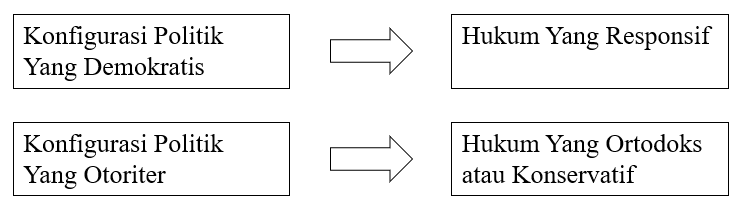 Konfigurasi Politik
Yang Demokratis
Hukum Yang Responsif
Konfigurasi Politik
Yang Otoriter
Hukum Yang Ortodoks
atau Konservatif